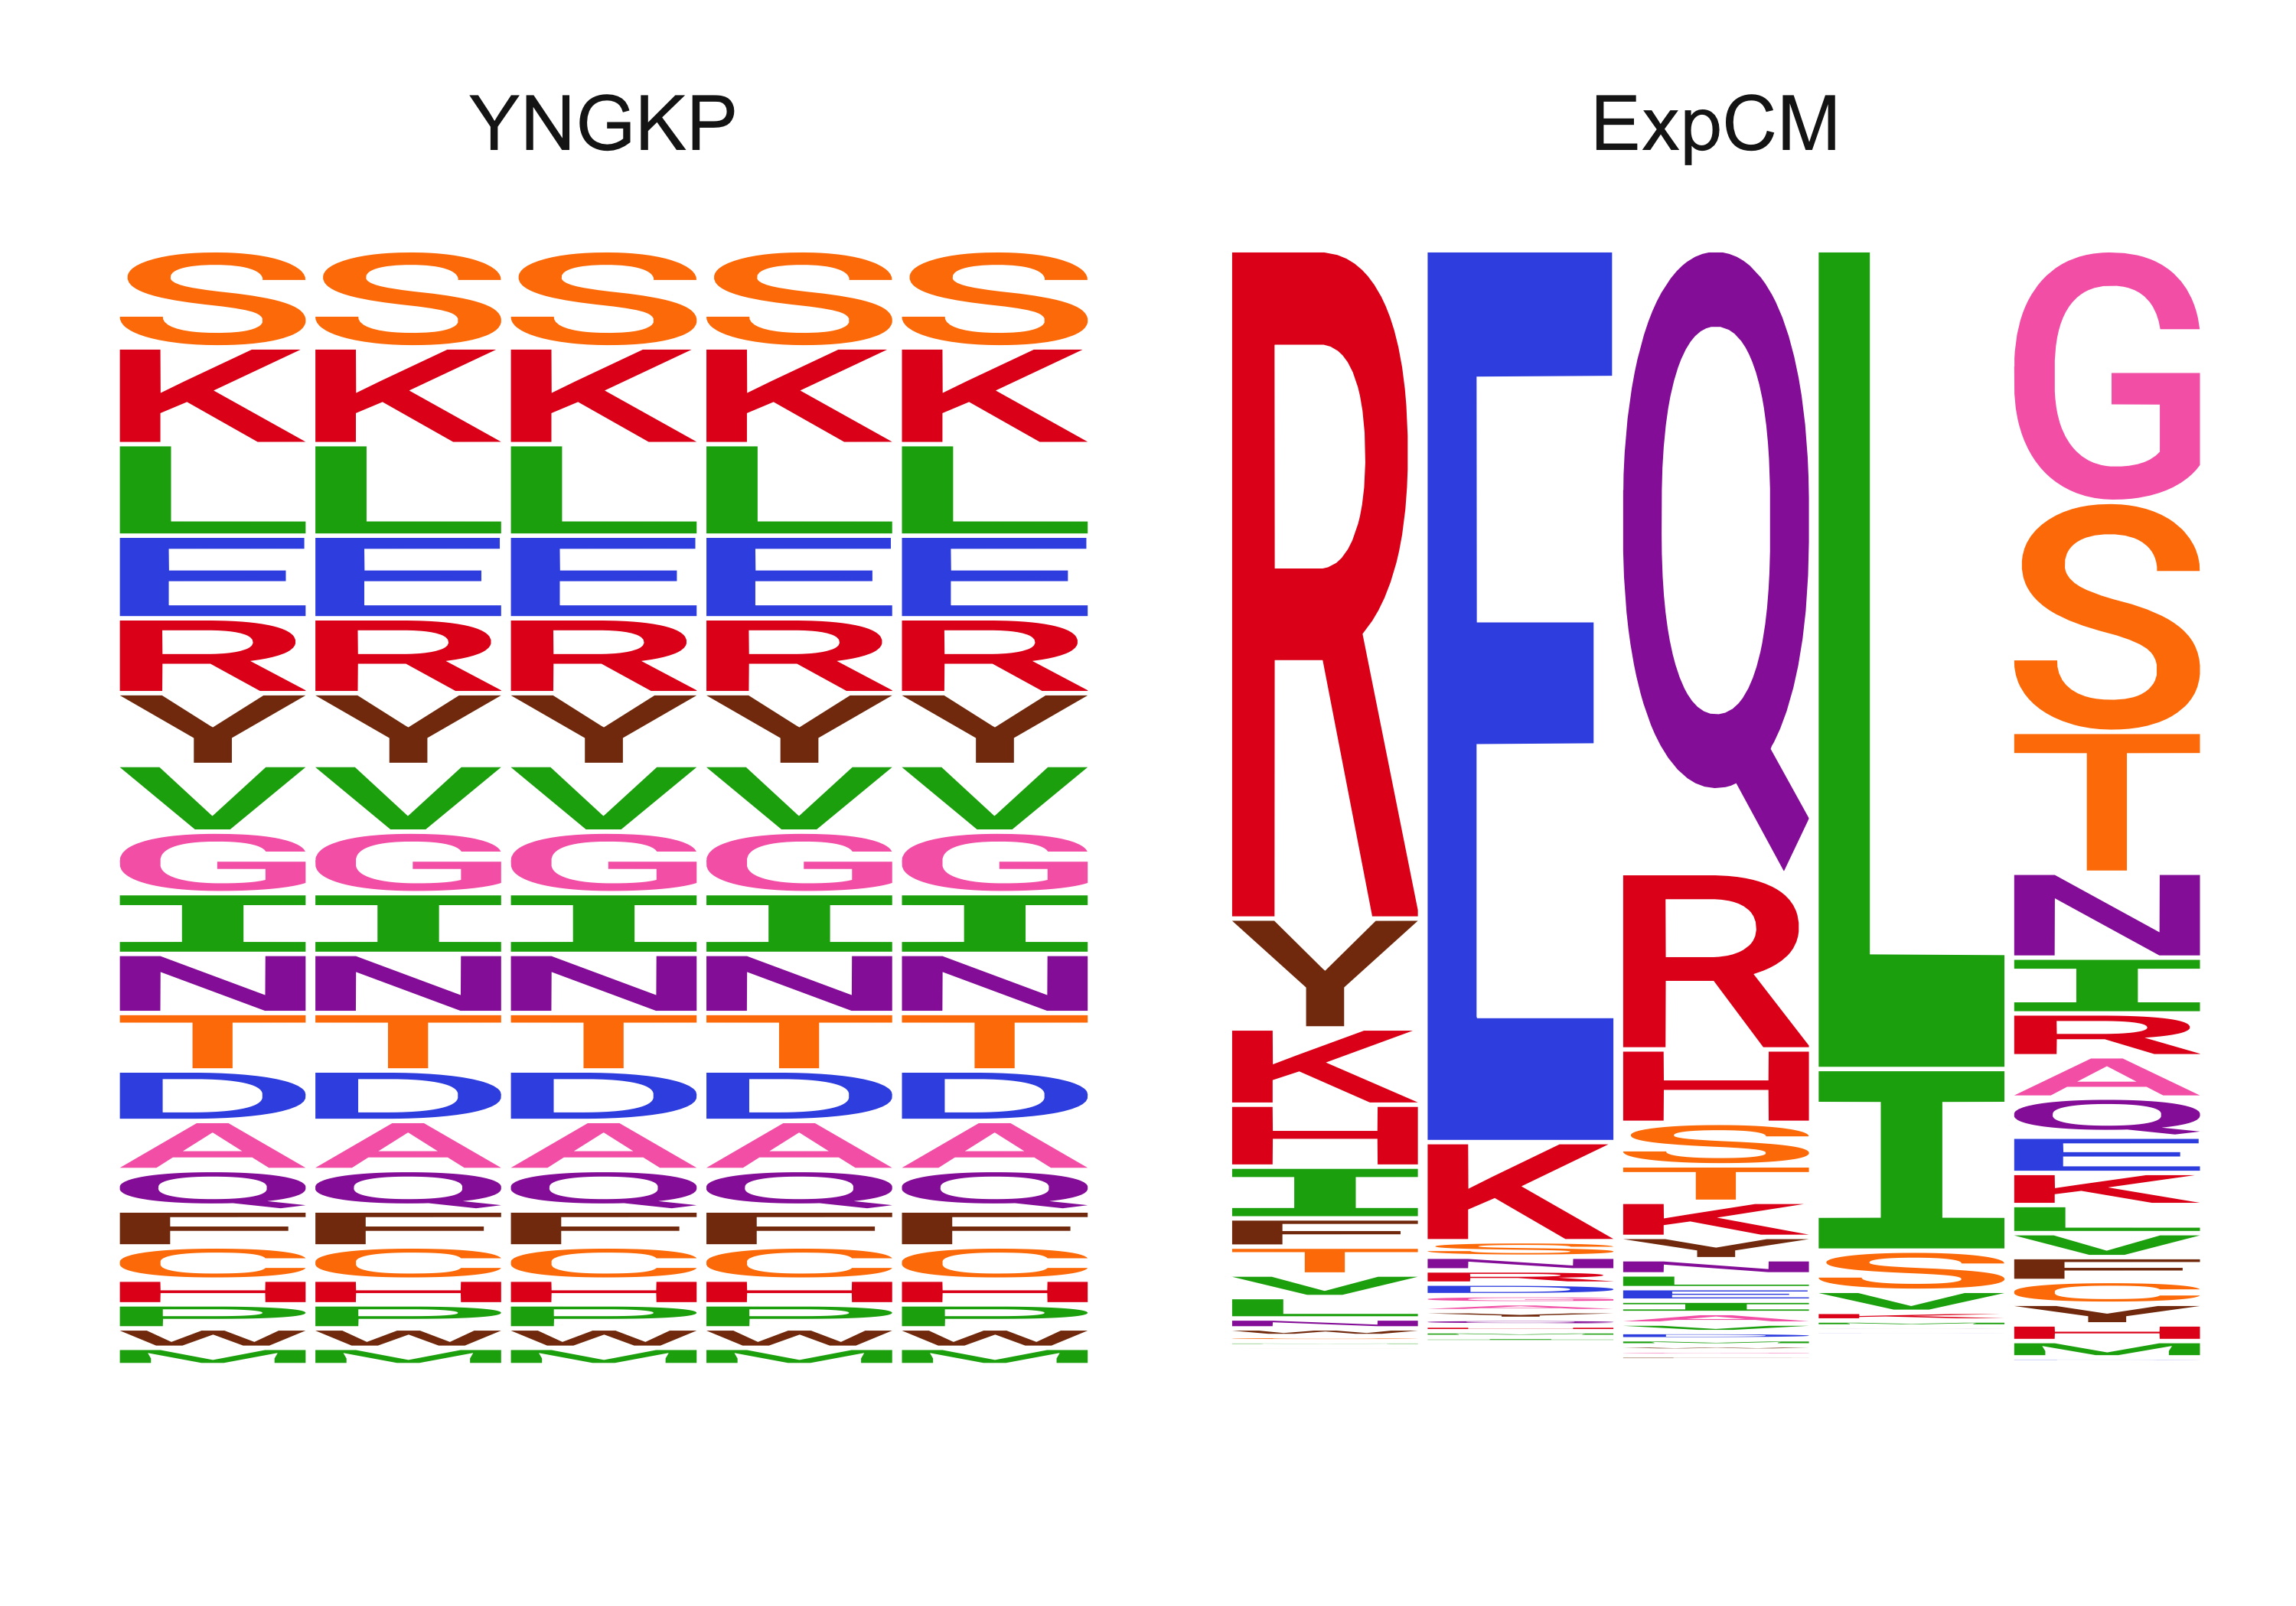 YNGKP ExpCM
S S S S S R E Q L G
K K K K K Y K R I S
L L L L L K S H S T
E E E E E H N S V N
R R R R R I R T K I
Y Y Y Y Y F D K R
V V V V V T G Y A
G G G G G V A N Q
I I I I I L L E
N N N N N N E K
T T T T T W I L
D D D D D A V
A A A A A F
Q Q Q Q Q C
F F F F F Y
C C C C C H
H H H H H M
P P P P P
W W W W W
M M M M M